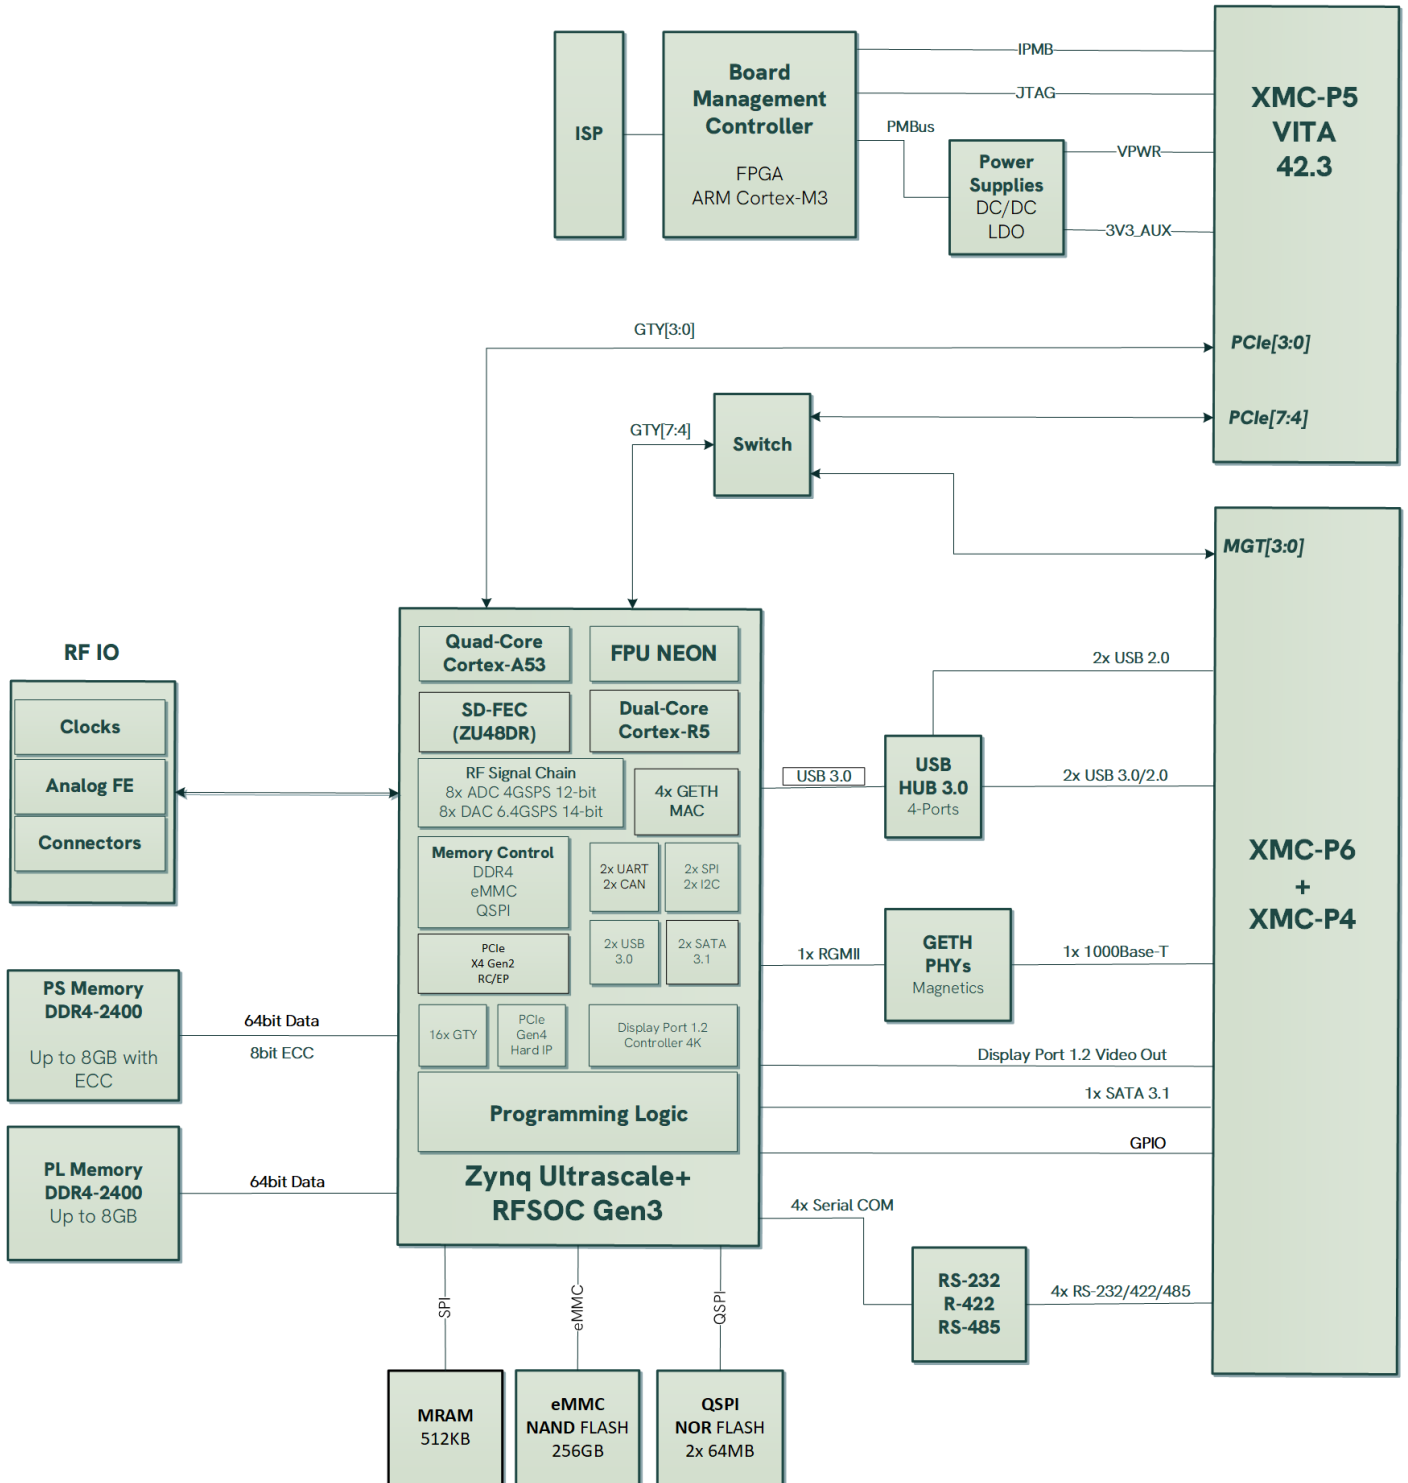 ISP
Board
Management
Controller
FPGA
ARM Cortex-M3
IPMB
JTAG
PMBus
Power
Supplies
DC/DC
LDO
VPWR
3V3_AUX
XMC-P5
VITA
42.3
PCIe[3:0]
PCIe[7:4]
GTY[3:0]
GTY[7:4]
Switch
MGT[3:0]
XMC-P6
+
XMC-P4
RF IO
Clocks
Analog FE
Connectors
Quad-Core
Cortex-A53
FPU NEON
SD-FEC
(ZU48DR)
Dual-Core
Cortex-R5
RF Signal Chain
8x ADC 4GSPS 12-bit
8x DAC 6.4GSPS 14-bit
4x GETH
MAC
Memory Control
DDR4
eMMC
QSPI
2x UART
2x CAN
2x SPI
2x I2C
PCIe
X4 Gen2
RC/EP
2x USB
3.0
2x SATA
3.1
16x GTY
PCIe
Gen4
Hard IP
Display Port 1.2
Controller 4K
Programming Logic
Zynq Ultrascale+
RFSOC Gen3
PS Memory
DDR4-2400
Up to 8GB with
ECC
64bit Data
8bit ECC
PL Memory
DDR4-2400
Up to 8GB
64bit Data
USB 3.0
USB
HUB 3.0
4-Ports
2x USB 2.0
2x USB 3.0/2.0
1x RGMII
GETH
PHYs
Magnetics
1x 1000Base-T
Display Port 1.2 Video Out
1x SATA 3.1
GPIO
4x Serial COM
RS-232
R-422
RS-485
4x RS-232/422/485
SPI
eMMC
QSPI
MRAM
512KB
eMMC
NAND FLASH
256GB
QSPI
NOR FLASH
2x 64MB